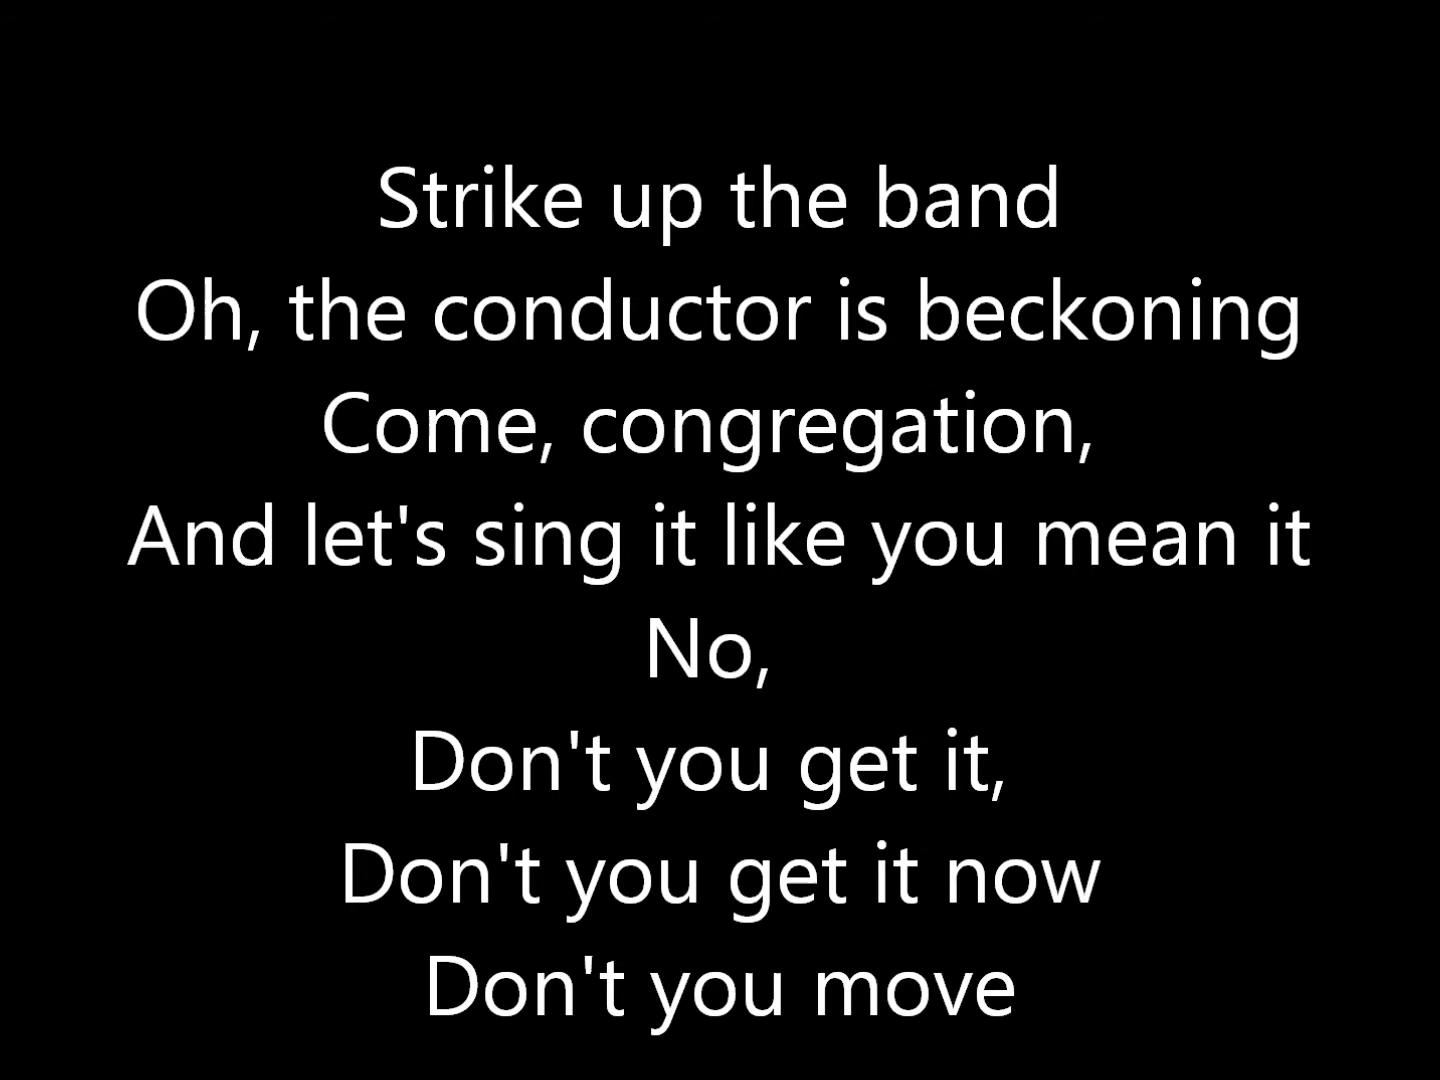 Strike up the band
Oh, the conductor is beckoning
Come, congregation,
And let's sing it like you mean it
No,
Don't you get it,
Don't you get it now
Don't you move